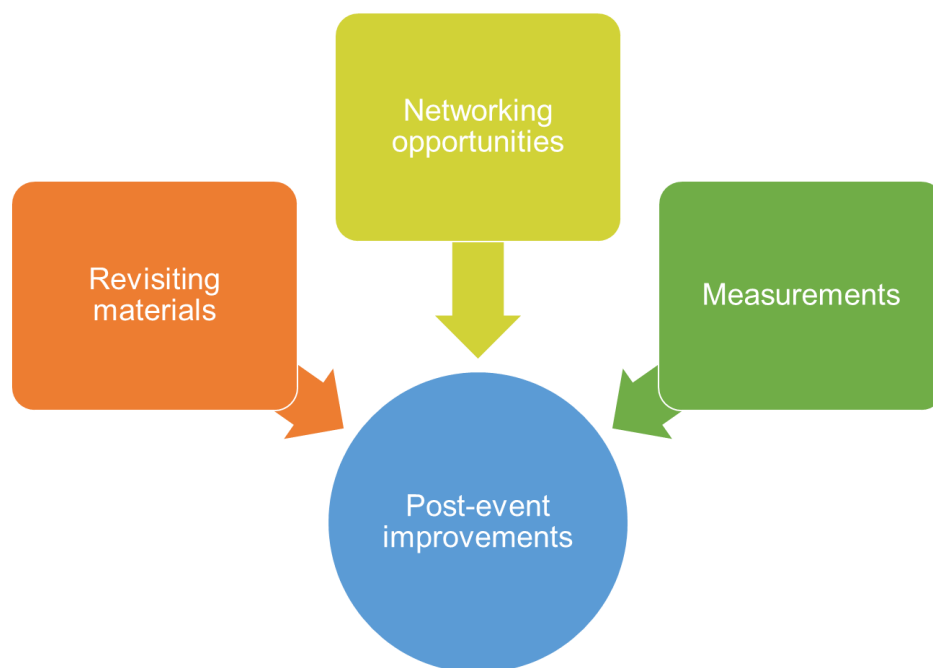 Networking
opportunities
Revisiting
materials
Measurements
Post-event
improvements